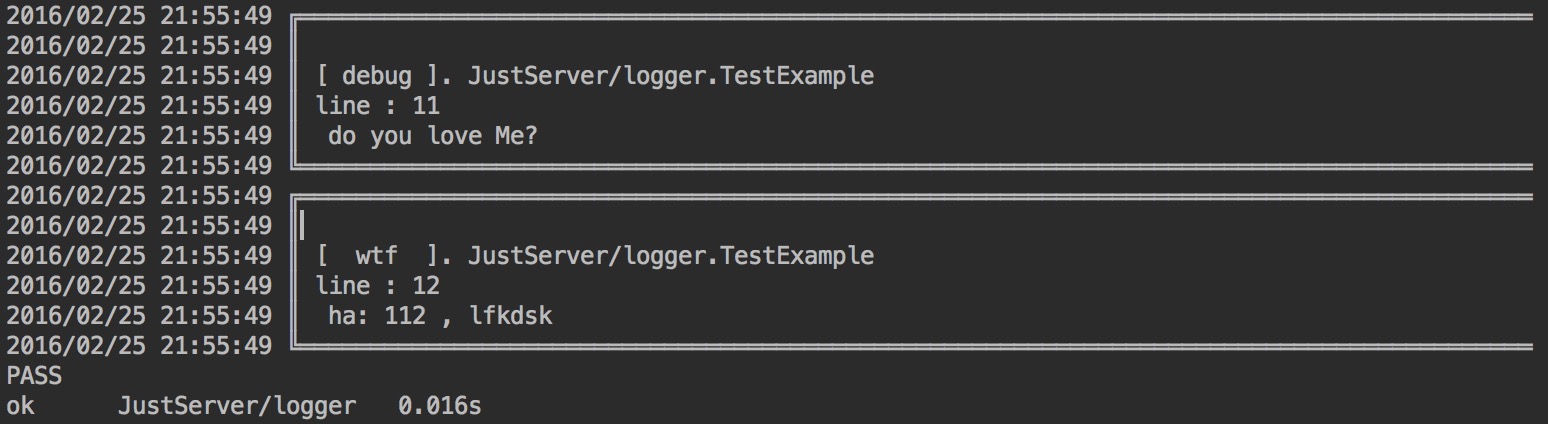 2016/02/25 21:55:49 ╔══════════════════════════════════════════════════════════════════════════════════════════
2016/02/25 21:55:49 ║
2016/02/25 21:55:49 ║ [ debug ]. JustServer/logger.TestExample
2016/02/25 21:55:49 ║ line : 11
2016/02/25 21:55:49 ║  do you love Me?
2016/02/25 21:55:49 ╚══════════════════════════════════════════════════════════════════════════════════════════
2016/02/25 21:55:49 ╔══════════════════════════════════════════════════════════════════════════════════════════
2016/02/25 21:55:49 ║
2016/02/25 21:55:49 ║ [  wtf  ]. JustServer/logger.TestExample
2016/02/25 21:55:49 ║ line : 12
2016/02/25 21:55:49 ║  ha: 112 , lfkdsk
2016/02/25 21:55:49 ╚══════════════════════════════════════════════════════════════════════════════════════════
PASS
ok      JustServer/logger   0.016s